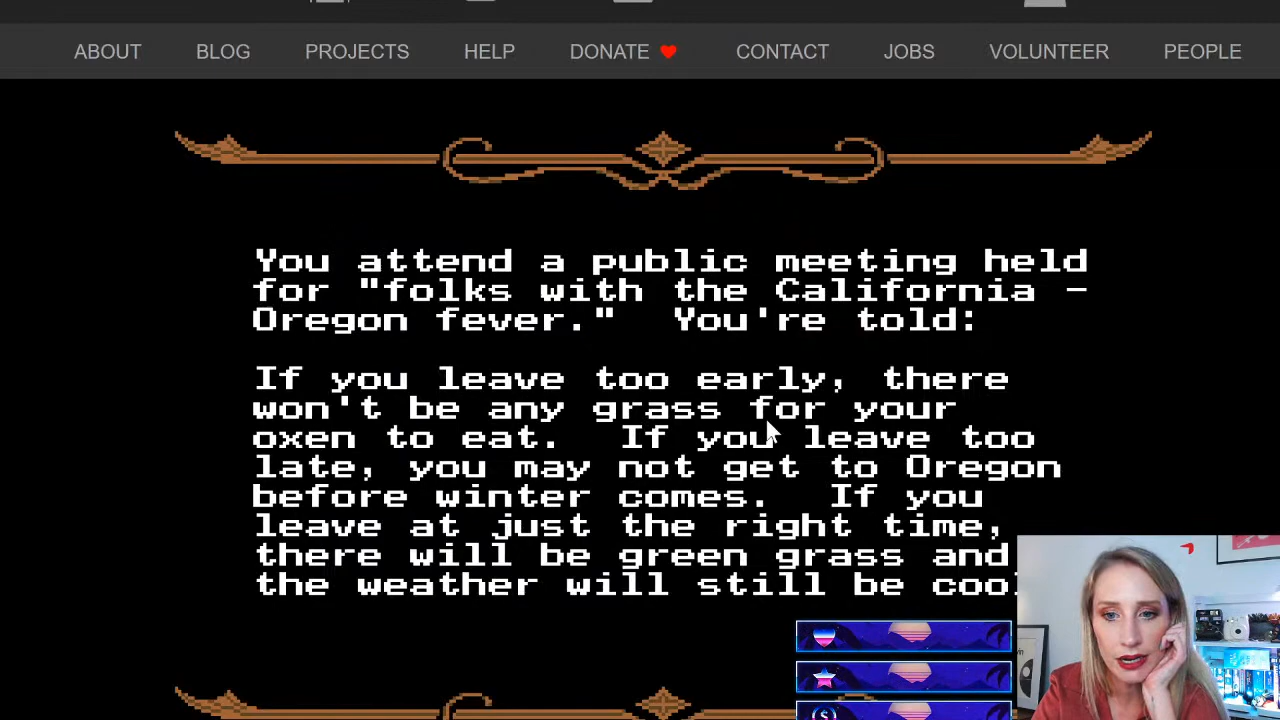 ABOUT BLOG PROJECTS HELP DONATE CONTACT JOBS VOLUNTEER PEOPLE
You attend a public meeting held
for "folks with the California -
Oregon fever."  You're told:
If you leave too early, there
won't be any grass for your
oxen to eat.  If you leave too
late, you may not get to Oregon
before winter comes.  If you
leave at just the right time,
there will be green grass and
the weather will still be